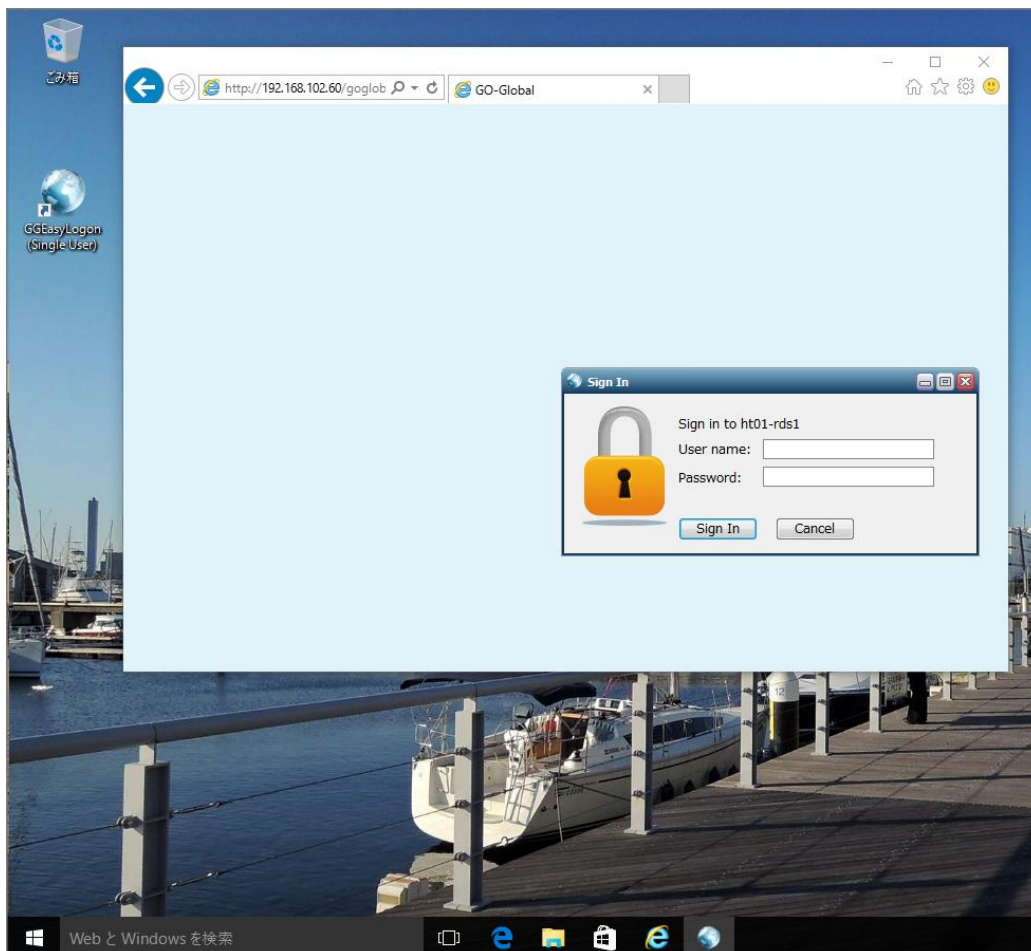 ごみ箱
GGEasyLogon
(Single User)
http://192.168.102.60/goglob
GO-Global
Sign In
Sign in to ht01-rds1
User name:
Password:
Sign In
Cancel
12
Web と Windows を検索